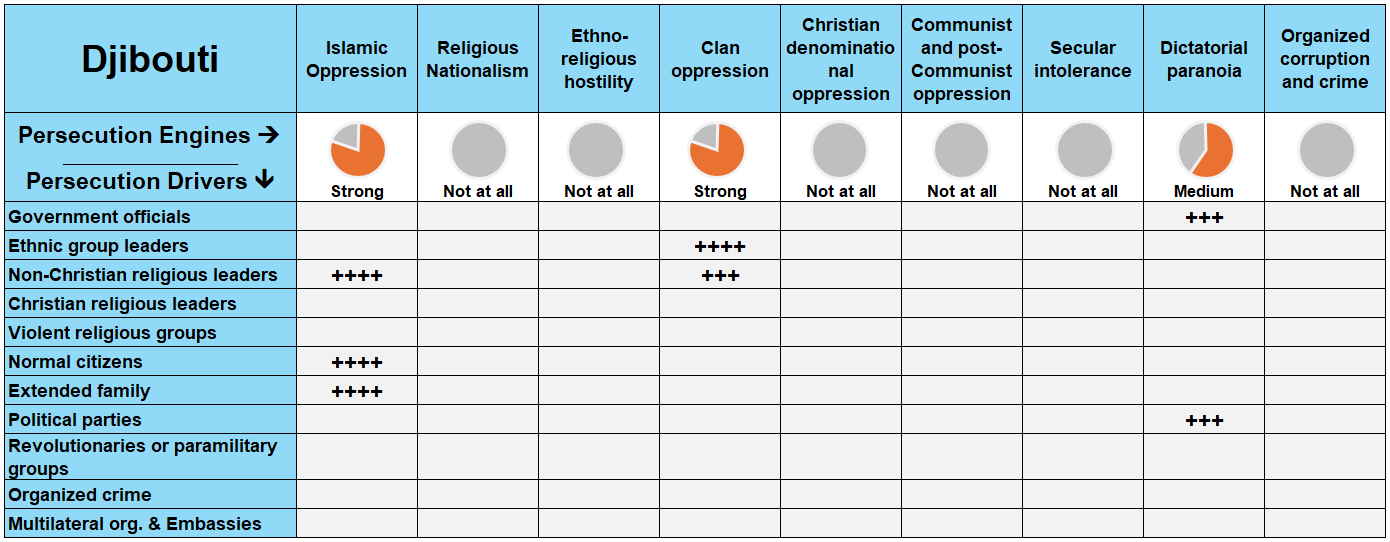 Djibouti
Islamic
Oppression
Religious
Nationalism
Ethno-
religious
hostility
Clan
oppression
Christian
denominatio
nal
oppression
Communist
and post-
Communist
oppression
Secular
intolerance
Dictatorial
paranoia
Organized
corruption
and crime
Persecution Engines →
Persecution Drivers ↓
Strong
Not at all
Not at all
Strong
Not at all
Not at all
Not at all
Medium
Not at all
Government officials +++
Ethnic group leaders ++++
Non-Christian religious leaders ++++ +++
Christian religious leaders
Violent religious groups
Normal citizens ++++
Extended family ++++
Political parties +++
Revolutionaries or paramilitary
groups
Organized crime
Multilateral org. & Embassies